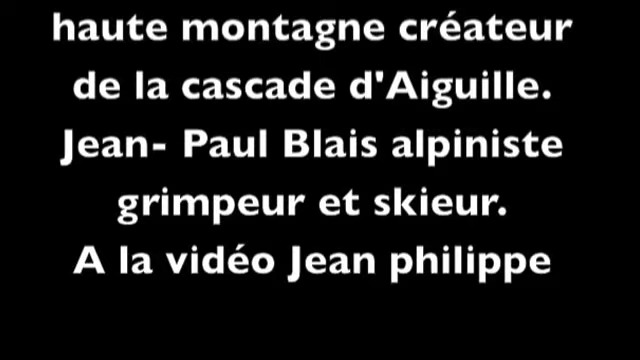 haute montagne créateur
de la cascade d'Aiguille.
Jean- Paul Blais alpiniste
grimpeur et skieur.
A la vidéo Jean philippe